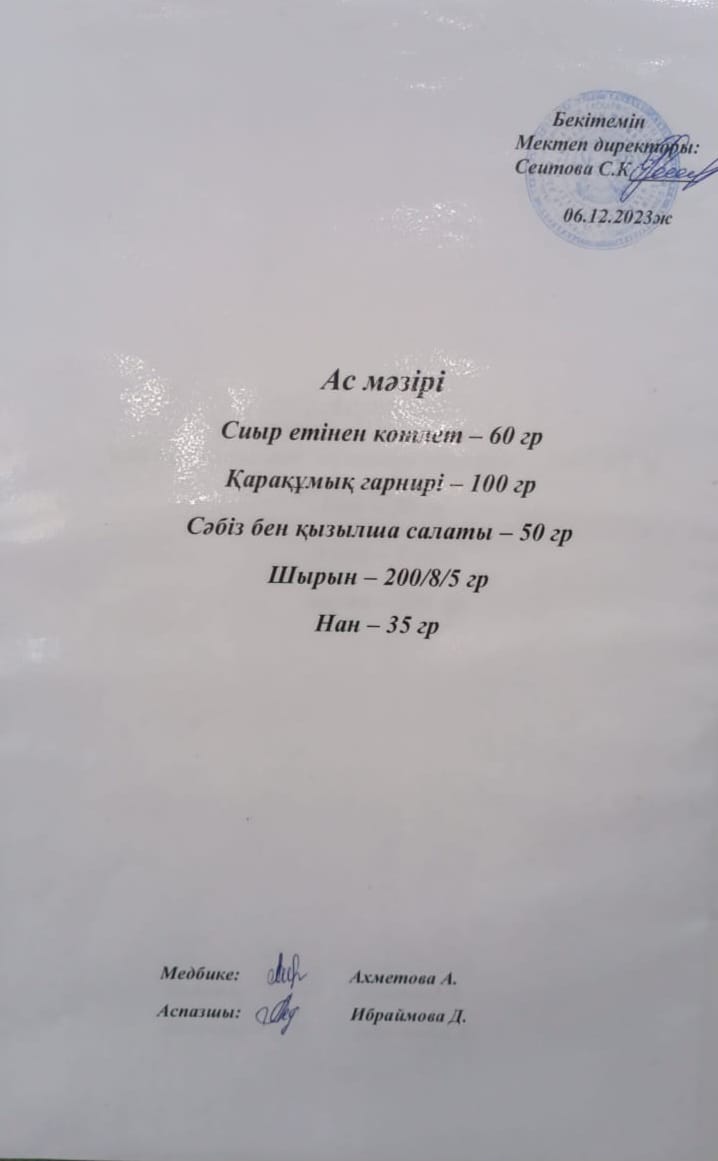 Бекітемін
Мектеп директоры:
Сеитова С.К
06.12.2023ж
Ас мәзірі
Сиыр етінен котлет – 60 гр
Қарақұмық гарнирі – 100 гр
Сәбіз бен қызылша салаты – 50 гр
Шырын – 200/8/5 гр
Нан – 35 гр
Медбике: Ахметова А.
Аспазшы: Ибраймова Д.